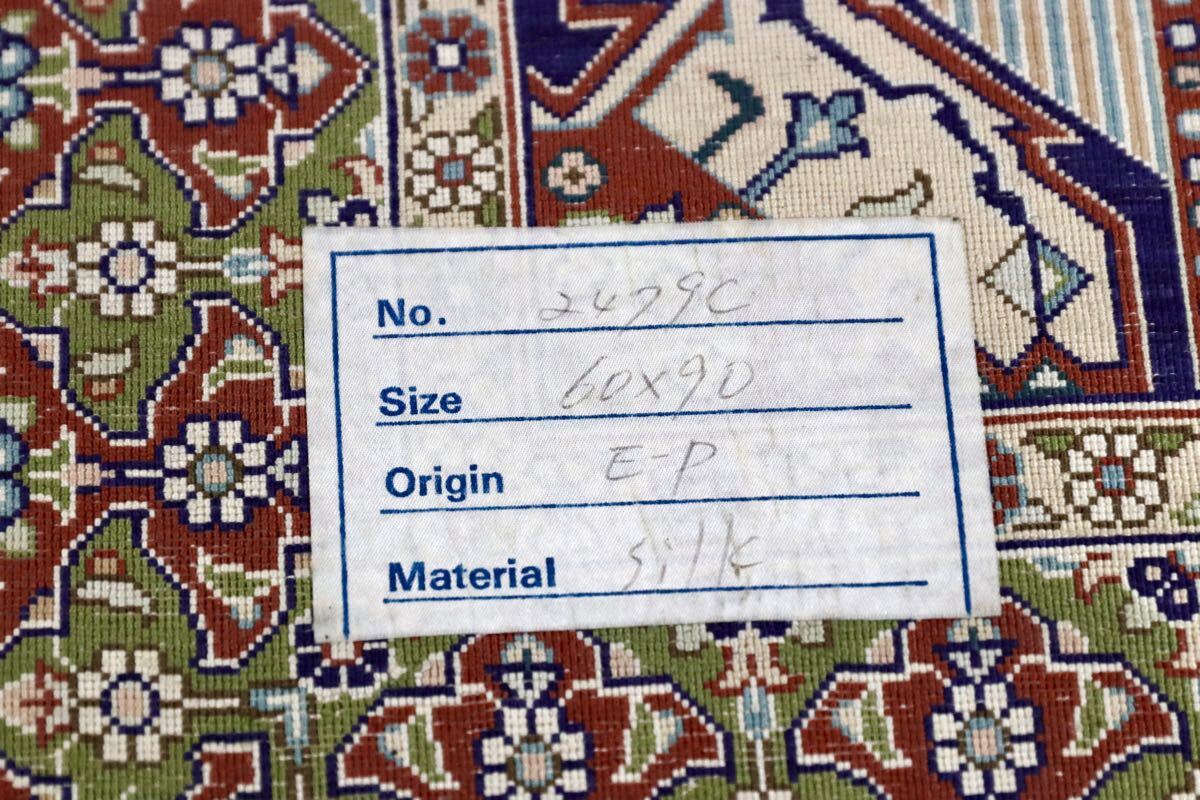 No. 2479C
Size 60x90
Origin E-P
Material silk